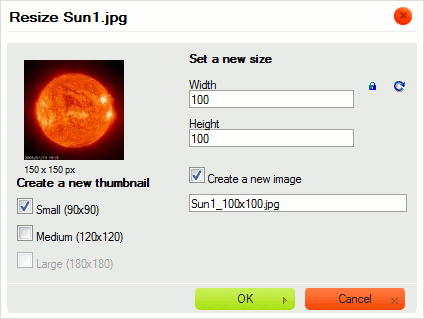 Resize Sun1.jpg
Set a new size
Width
100
Height
100
150 x 150 px
Create a new thumbnail
Create a new image
Small (90x90)
Sun1_100x100.jpg
Medium (120x120)
Large (180x180)
OK
Cancel